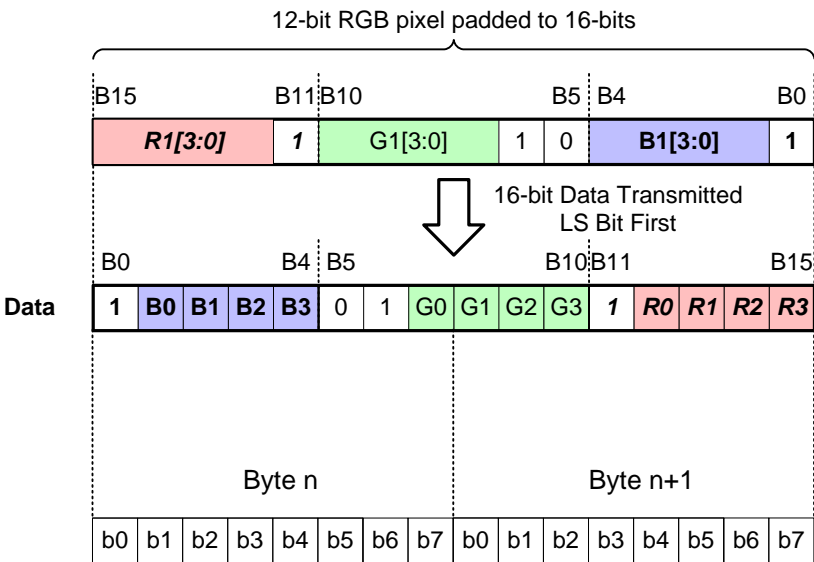 12-bit RGB pixel padded to 16-bits
B15 B11 B10 B5 B4 B0
R1[3:0] 1 G1[3:0] 1 0 B1[3:0] 1
16-bit Data Transmitted
LS Bit First
B0 B4 B5 B10 B11 B15
Data 1 B0 B1 B2 B3 0 1 G0 G1 G2 G3 1 R0 R1 R2 R3
Byte n Byte n+1
b0 b1 b2 b3 b4 b5 b6 b7 b0 b1 b2 b3 b4 b5 b6 b7